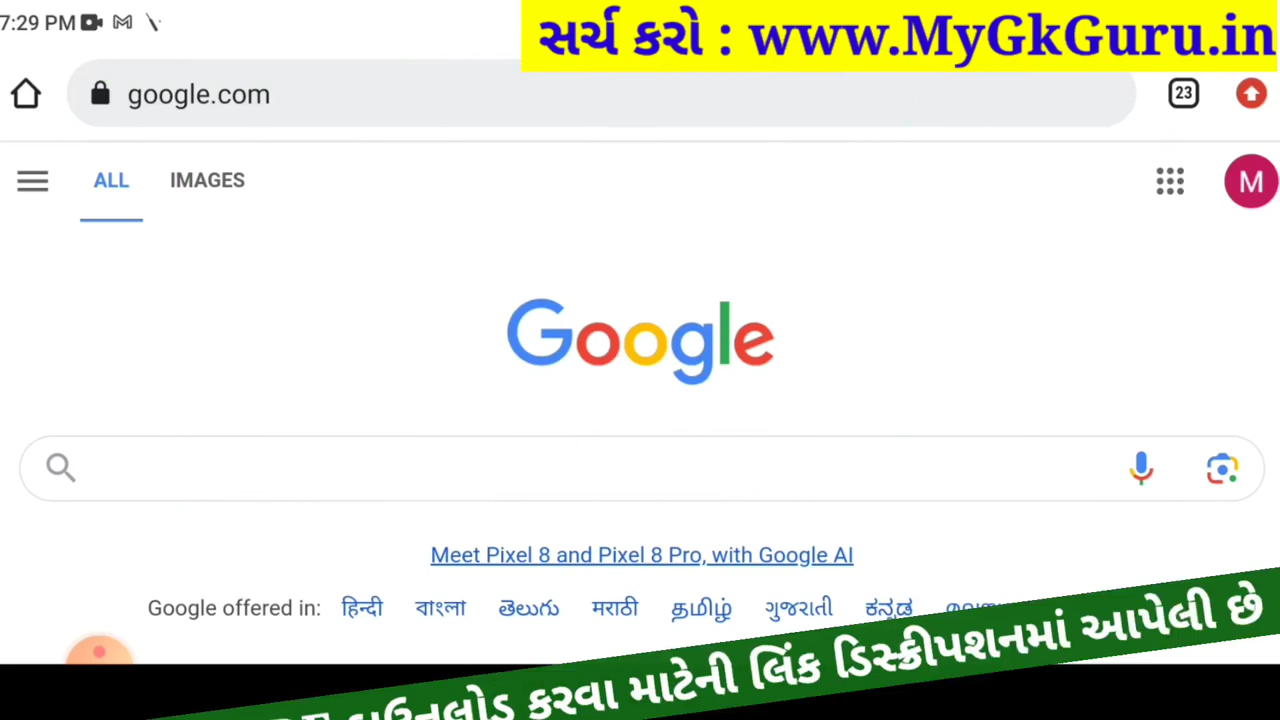 7:29 PM
સર્ચ કરો : www.MyGkGuru.in
google.com
23
ALL IMAGES
M
Google
Meet Pixel 8 and Pixel 8 Pro, with Google AI
Google offered in: हिन्दी বাংলা తెలుగు मराठी தமிழ் ગુજરાતી ಕನ್ನಡ
ડાઉનલોડ કરવા માટેની લિંક ડિસ્ક્રીપશનમાં આપેલી છે